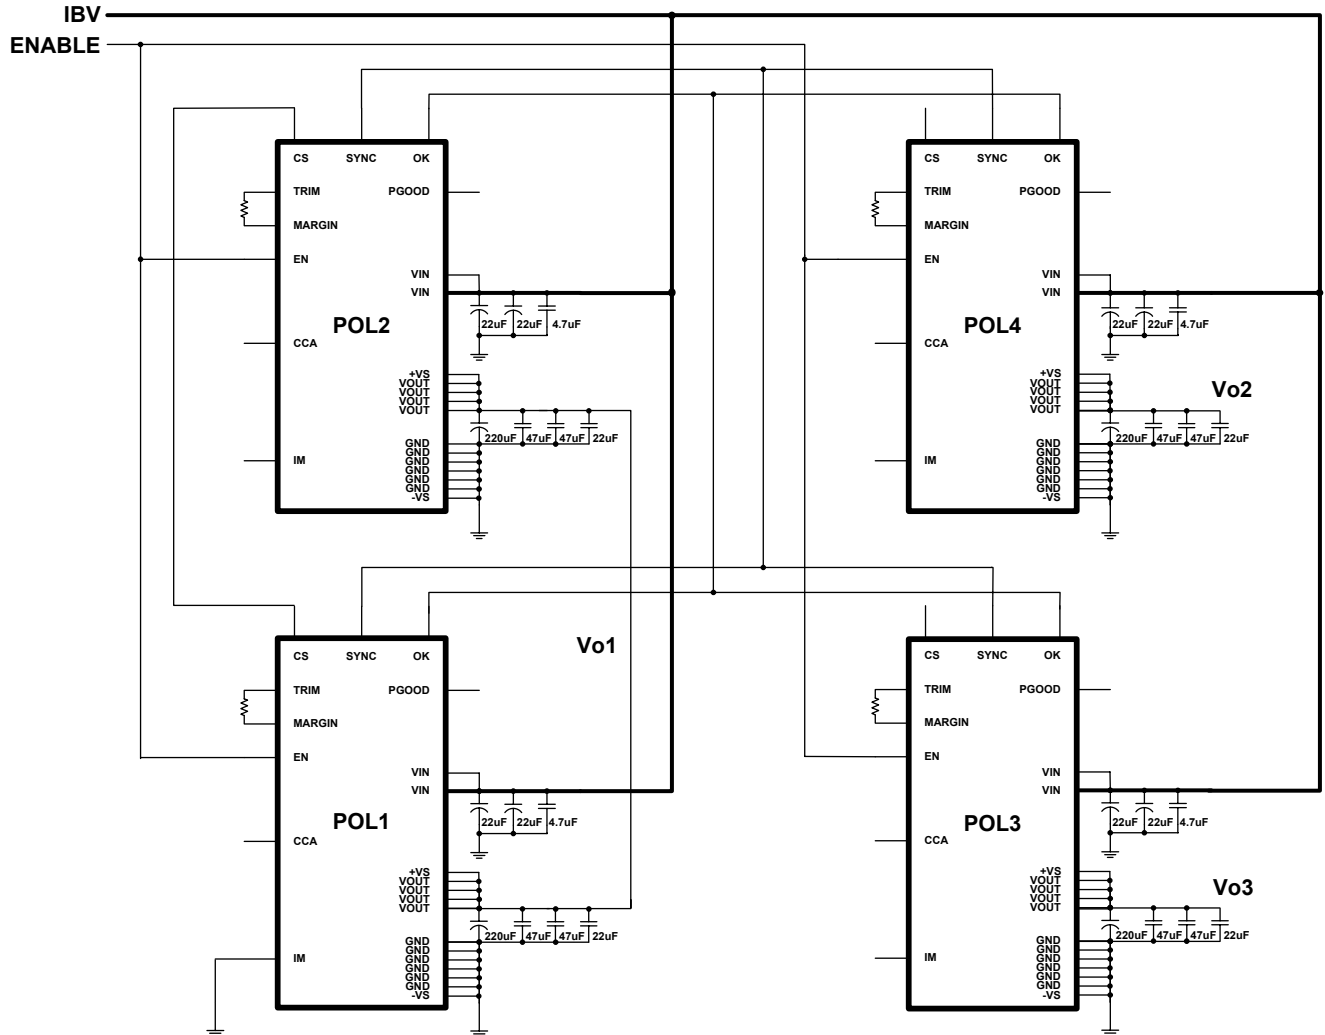 IBV
ENABLE
CS SYNC OK
TRIM PGOOD
MARGIN
EN
VIN
VIN
POL2
22uF 22uF 4.7uF
CCA
+VS
VOUT
VOUT
VOUT
VOUT
220uF 47uF 47uF 22uF
GND
GND
IM GND
GND
GND
GND
-VS
CS SYNC OK
TRIM PGOOD
MARGIN
EN
VIN
VIN
POL4
22uF 22uF 4.7uF
CCA
+VS
VOUT
VOUT
VOUT
VOUT
Vo2
220uF 47uF 47uF 22uF
GND
GND
IM GND
GND
GND
GND
-VS
Vo1
CS SYNC OK
TRIM PGOOD
MARGIN
EN
VIN
VIN
POL1
22uF 22uF 4.7uF
CCA
+VS
VOUT
VOUT
VOUT
VOUT
220uF 47uF 47uF 22uF
GND
GND
IM GND
GND
GND
GND
-VS
CS SYNC OK
TRIM PGOOD
MARGIN
EN
VIN
VIN
POL3
22uF 22uF 4.7uF
CCA
+VS
VOUT
VOUT
VOUT
VOUT
Vo3
220uF 47uF 47uF 22uF
GND
GND
IM GND
GND
GND
GND
-VS